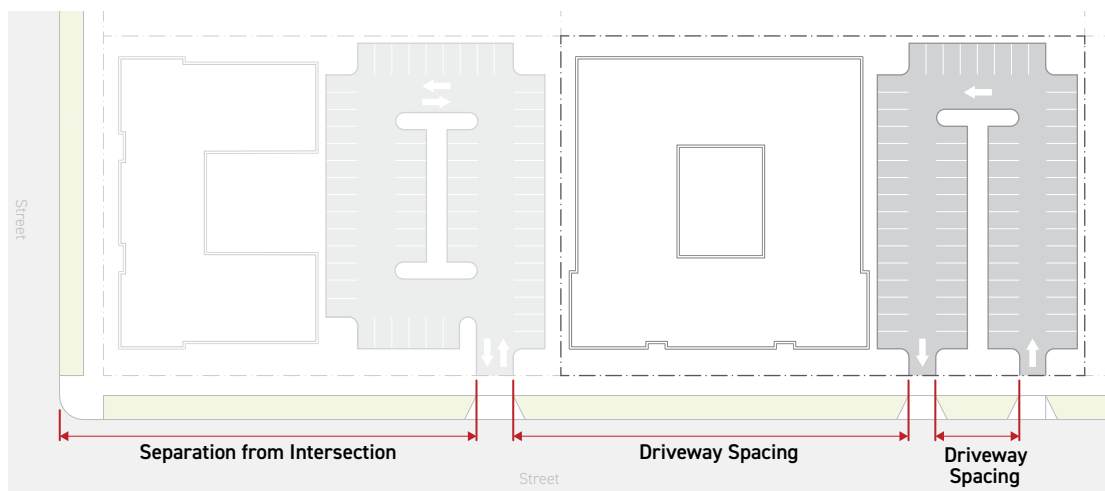 Street
Separation from Intersection
Driveway Spacing
Driveway
Spacing
Street